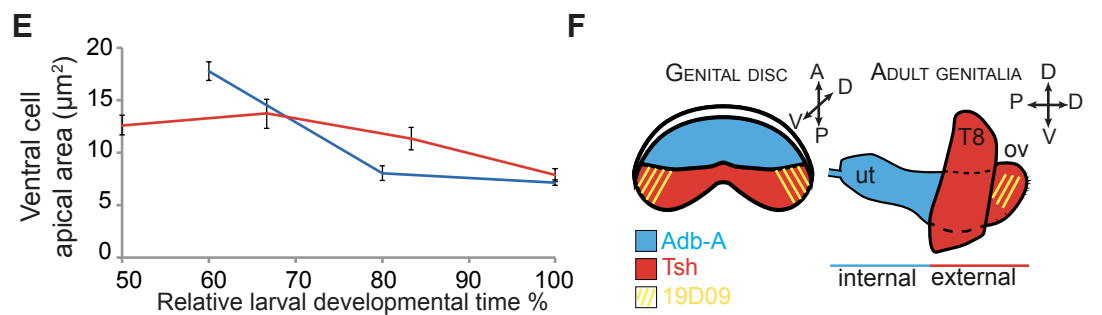 E
20
15
10
5
0
Ventral cell
apical area (µm²)
50 60 70 80 90 100
Relative larval developmental time %
F
GENITAL DISC
A
D
V
P
ADULT GENITALIA
D
P D
V
T8
ov
ut
Adb-A
Tsh
19D09
internal external